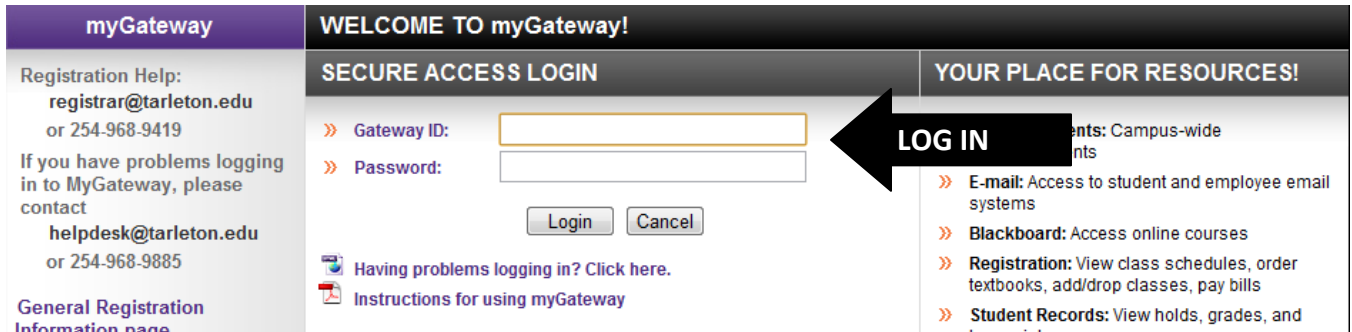 myGateway
Registration Help:
registrar@tarleton.edu
or 254-968-9419
If you have problems logging
in to MyGateway, please
contact
helpdesk@tarleton.edu
or 254-968-9885
General Registration
Information page
WELCOME TO myGateway!
SECURE ACCESS LOGIN
Gateway ID:
Password:
Login Cancel
Having problems logging in? Click here.
Instructions for using myGateway
LOG IN
YOUR PLACE FOR RESOURCES!
ents: Campus-wide
nts
E-mail: Access to student and employee email
systems
Blackboard: Access online courses
Registration: View class schedules, order
textbooks, add/drop classes, pay bills
Student Records: View holds, grades, and